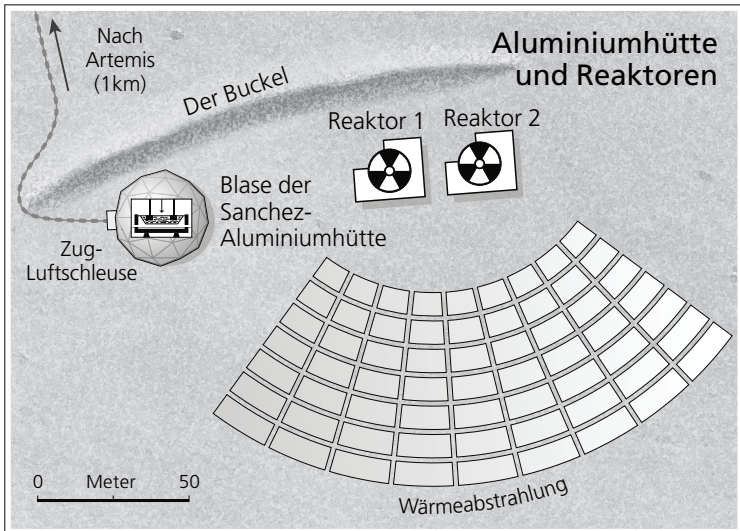 Nach
Artemis
(1km)
Aluminiumhütte
und Reaktoren
Der Buckel
Reaktor 1
Reaktor 2
Blase der
Sanchez-
Aluminiumhütte
Zug-
Luftschleuse
0 Meter 50
Wärmeabstrahlung